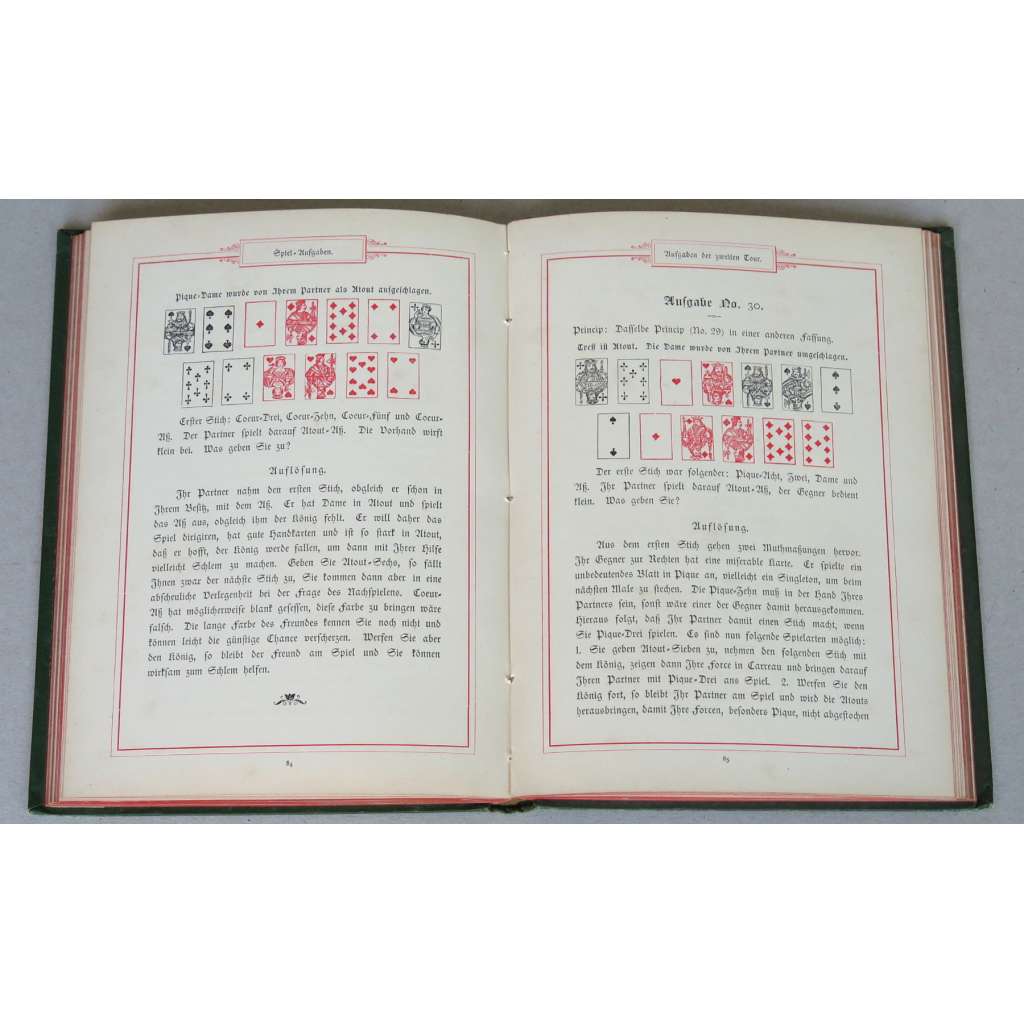 Spiel-Aufgaben.
Pique-Dame wurde von Ihrem Partner als Atout aufgeschlagen.
Erster Stich: Coeur-Drei, Coeur-Zehn, Coeur-Fünf und Coeur-
Aß. Der Partner spielt darauf Atout-Aß. Die Vorhand wirft
klein bei. Was geben Sie zu?
Auflösung.
Ihr Partner nahm den ersten Stich, obgleich er schon in
Ihrem Besitz, mit dem Aß. Er hat Dame in Atout und spielt
das Aß aus, obgleich ihm der König fehlt. Er will daher das
Spiel dirigiren, hat gute Handkarten und ist so stark in Atout,
daß er hofft, der König werde fallen, um dann mit Ihrer Hilfe
vielleicht Schlem zu machen. Geben Sie Atout-Sechs, so fällt
Ihnen zwar der nächste Stich zu, Sie kommen dann aber in eine
abscheuliche Verlegenheit bei der Frage des Nachspielens. Coeur-
Aß hat möglicherweise blank gesessen, diese Farbe zu bringen wäre
falsch. Die lange Farbe des Freundes kennen Sie noch nicht und
können leicht die günstige Chance verscherzen. Werfen Sie aber
den König, so bleibt der Freund am Spiel und Sie können
wirksam zum Schlem helfen.
84
Aufgaben der zweiten Tour.
Aufgabe No. 30.
Princip: Dasselbe Princip (No. 29) in einer anderen Fassung.
Treff ist Atout. Die Dame wurde von Ihrem Partner umgeschlagen.
Der erste Stich war folgender: Pique-Acht, Zwei, Dame und
Aß. Ihr Partner spielt darauf Atout-Aß, der Gegner bedient
klein. Was geben Sie?
Auflösung.
Aus dem ersten Stich gehen zwei Muthmaßungen hervor.
Ihr Gegner zur Rechten hat eine miserable Karte. Er spielte ein
unbedeutendes Blatt in Pique an, vielleicht ein Singleton, um beim
nächsten Male zu stechen. Die Pique-Zehn muß in der Hand Ihres
Partners sein, sonst wäre einer der Gegner damit herausgekommen.
Hieraus folgt, daß Ihr Partner damit einen Stich macht, wenn
Sie Pique-Drei spielen. Es sind nun folgende Spielarten möglich:
1. Sie geben Atout-Sieben zu, nehmen den folgenden Stich mit
dem König, zeigen dann Ihre Force in Carreau und bringen darauf
Ihren Partner mit Pique-Drei ans Spiel. 2. Werfen Sie den
König fort, so bleibt Ihr Partner am Spiel und wird die Atouts
herausbringen, damit Ihre Forcen, besonders Pique, nicht abgestochen
85